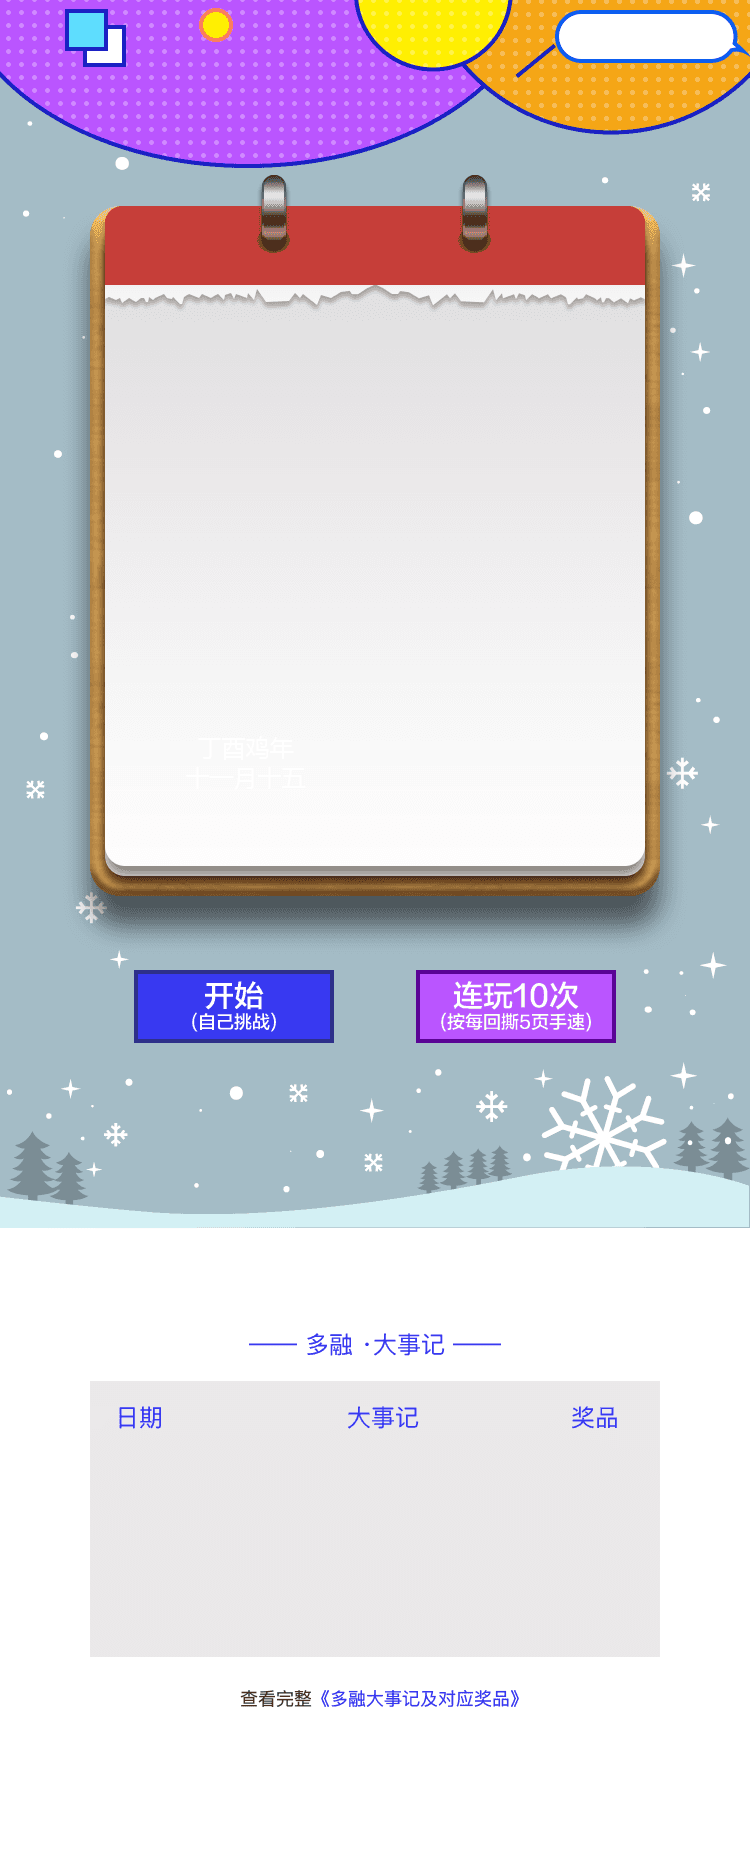 丁酉鸡年
十一月十五
开始
(自己挑战)
连玩10次
(按每回撕5页手速)
多融 ·大事记
日期 大事记 奖品
查看完整《多融大事记及对应奖品》